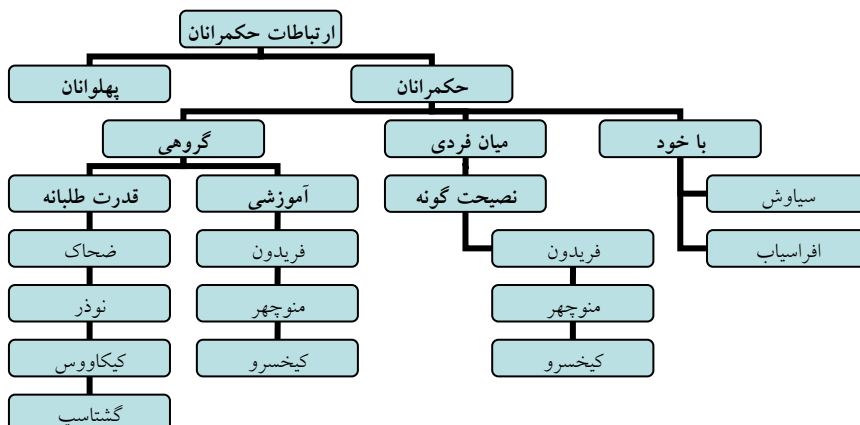 ارتباطات حکمرانان
حکمرانان
پهلوانان
با خود
میان فردی
گروهی
سیاوش
نصیحت گونه
آموزشی
قدرت طلبانه
افراسیاب
فریدون
فریدون
ضحاک
منوچهر
منوچهر
نوذر
کیخسرو
کیخسرو
کیکاووس
گشتاسپ